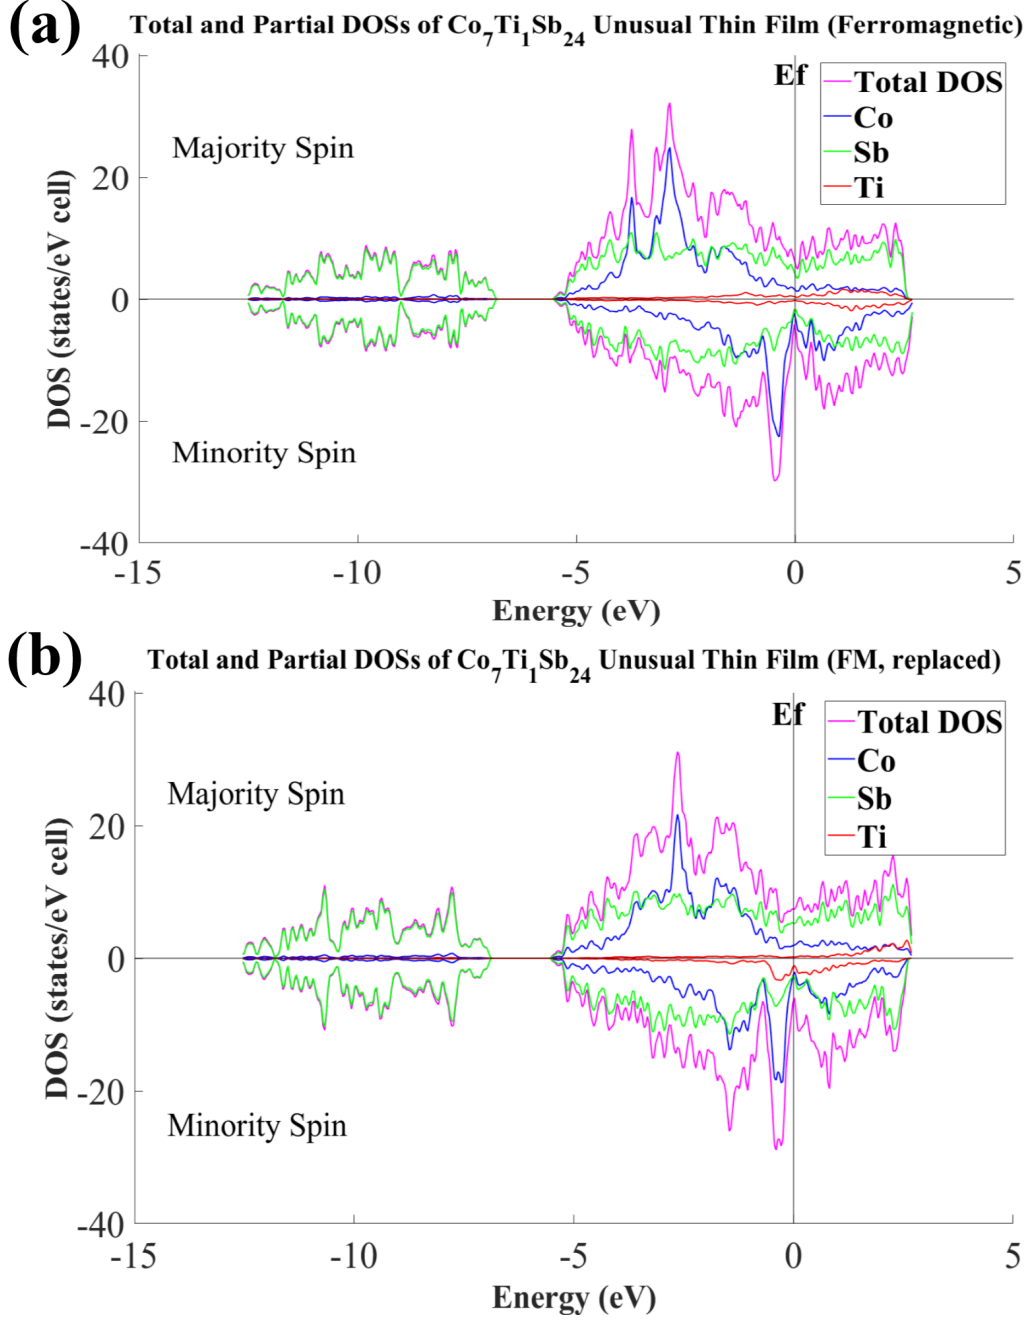 (a)
Total and Partial DOSs of Co7Ti1Sb24 Unusual Thin Film (Ferromagnetic)
40
Ef
Total DOS
Co
Sb
Ti
Majority Spin
20
DOS (states/eV cell)
0
-20
Minority Spin
-40
-15
-10
-5
0
5
Energy (eV)
(b)
Total and Partial DOSs of Co7Ti1Sb24 Unusual Thin Film (FM, replaced)
40
Ef
Total DOS
Co
Sb
Ti
Majority Spin
20
DOS (states/eV cell)
0
-20
Minority Spin
-40
-15
-10
-5
0
5
Energy (eV)